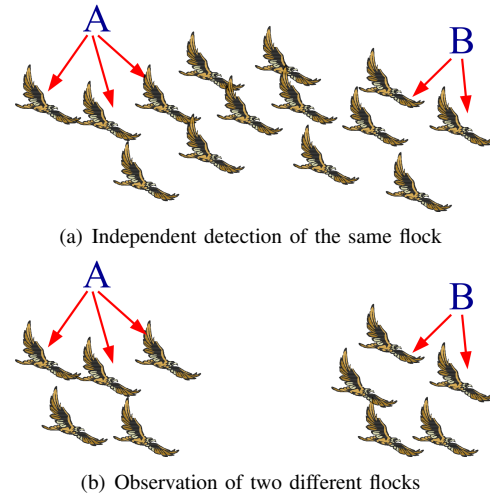 A
B
(a) Independent detection of the same flock
A
B
(b) Observation of two different flocks